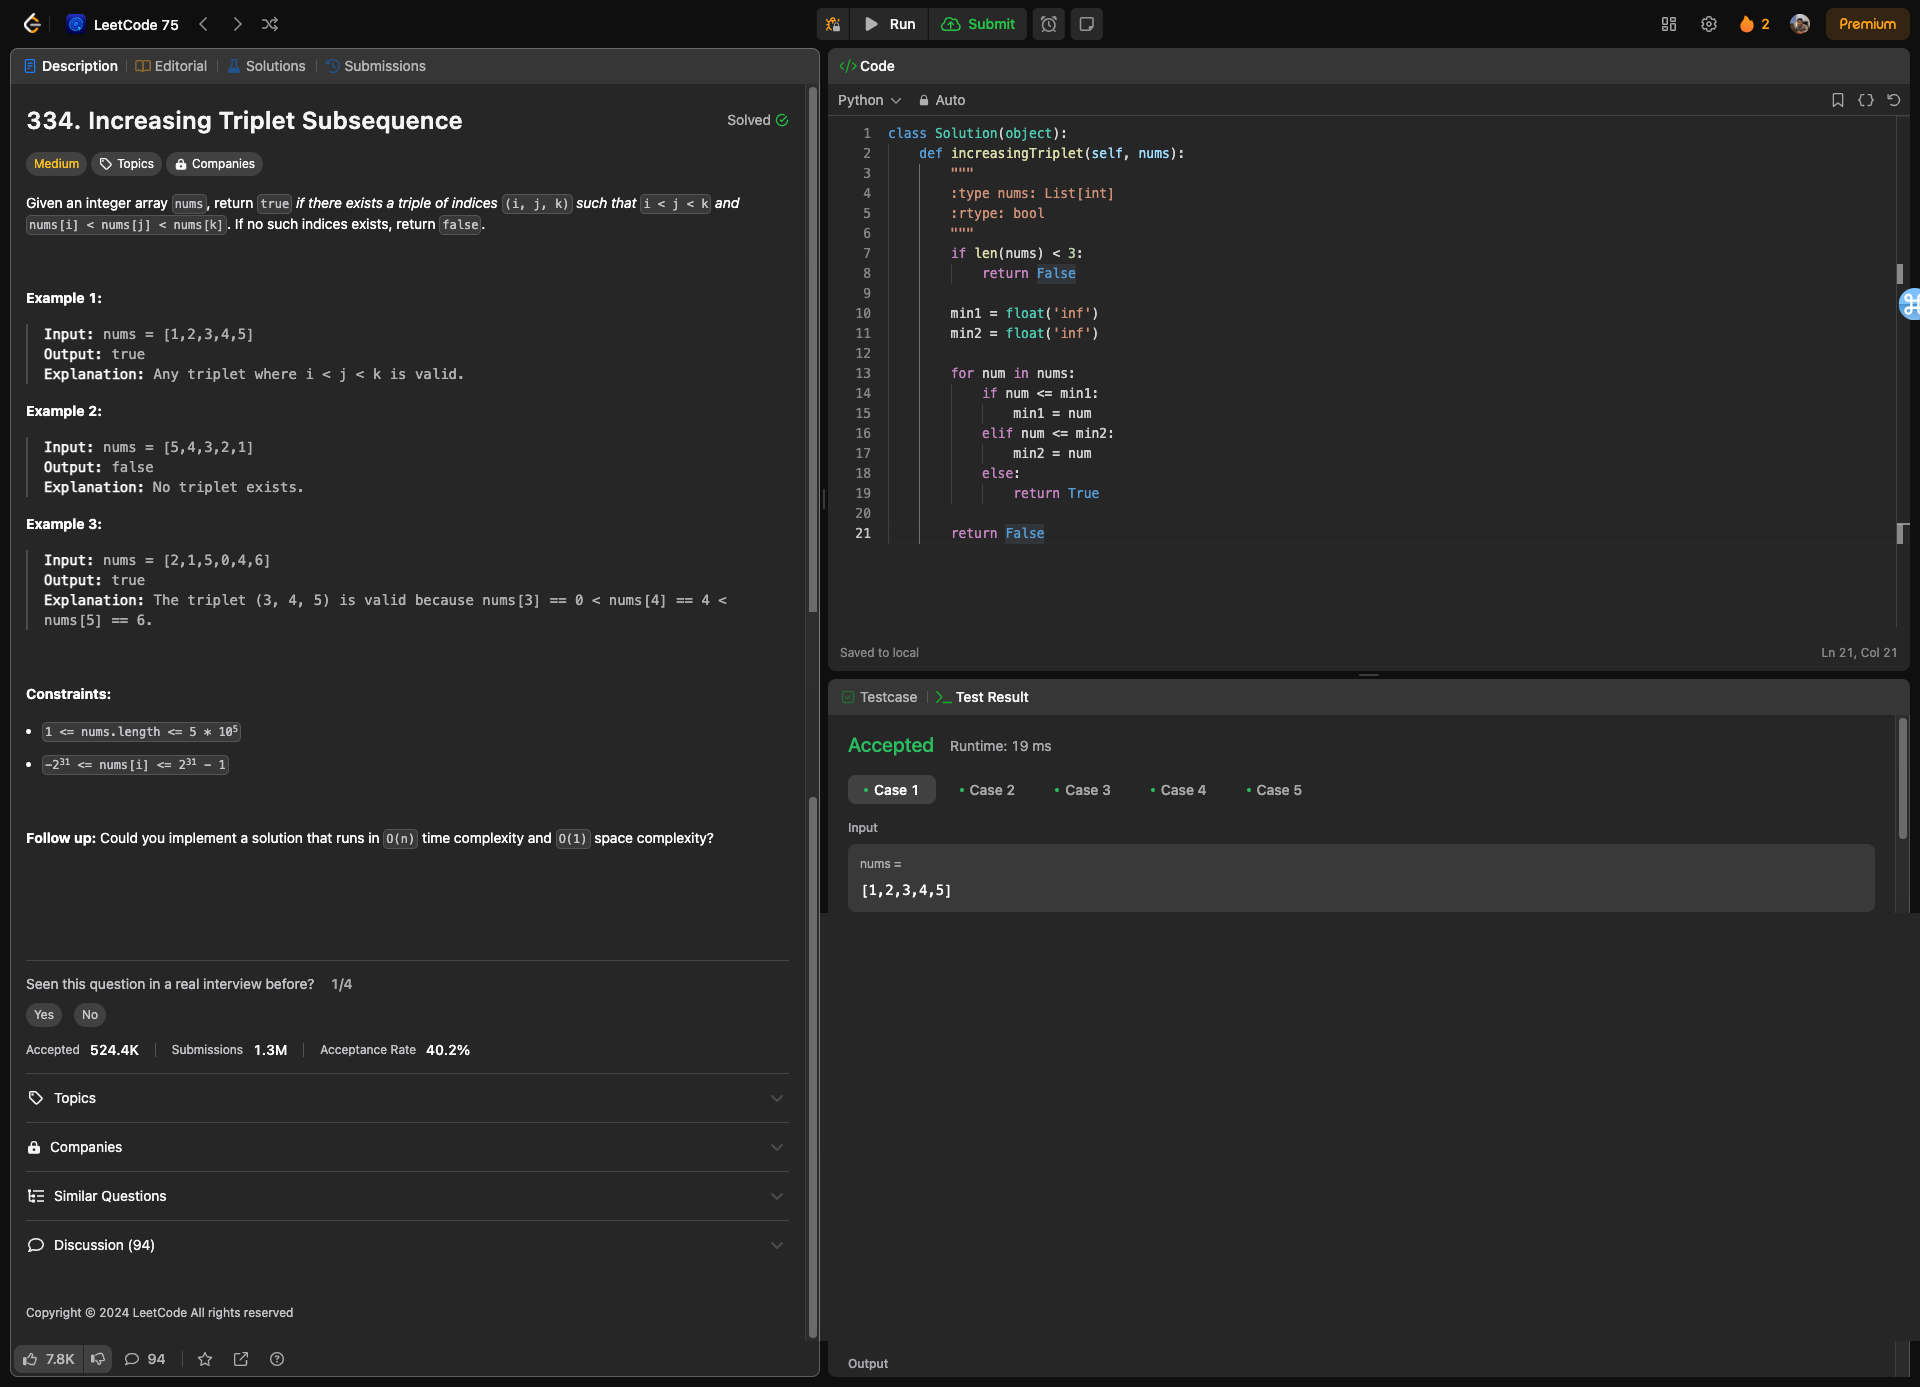 LeetCode 75
Run
Submit
2
Premium
Description
Editorial
Solutions
Submissions
334. Increasing Triplet Subsequence
Solved
Medium
Topics
Companies
Given an integer array nums, return true if there exists a triple of indices (i, j, k) such that i < j < k and
nums[i] < nums[j] < nums[k]. If no such indices exists, return false.
Example 1:
Input: nums = [1,2,3,4,5]
Output: true
Explanation: Any triplet where i < j < k is valid.
Example 2:
Input: nums = [5,4,3,2,1]
Output: false
Explanation: No triplet exists.
Example 3:
Input: nums = [2,1,5,0,4,6]
Output: true
Explanation: The triplet (3, 4, 5) is valid because nums[3] == 0 < nums[4] == 4 <
nums[5] == 6.
Constraints:
• 1 <= nums.length <= 5 * 10⁵
• -2³¹ <= nums[i] <= 2³¹ - 1
Follow up: Could you implement a solution that runs in O(n) time complexity and O(1) space complexity?
Seen this question in a real interview before? 1/4
Yes No
Accepted 524.4K Submissions 1.3M Acceptance Rate 40.2%
Topics
Companies
Similar Questions
Discussion (94)
Copyright © 2024 LeetCode All rights reserved
7.8K
94
</> Code
Python Auto
1 class Solution(object):
2 def increasingTriplet(self, nums):
3 """
4 :type nums: List[int]
5 :rtype: bool
6 """
7 if len(nums) < 3:
8 return False
9
10 min1 = float('inf')
11 min2 = float('inf')
12
13 for num in nums:
14 if num <= min1:
15 min1 = num
16 elif num <= min2:
17 min2 = num
18 else:
19 return True
20
21 return False
Saved to local
Ln 21, Col 21
Testcase
>_ Test Result
Accepted Runtime: 19 ms
• Case 1 • Case 2 • Case 3 • Case 4 • Case 5
Input
nums =
[1,2,3,4,5]
Output